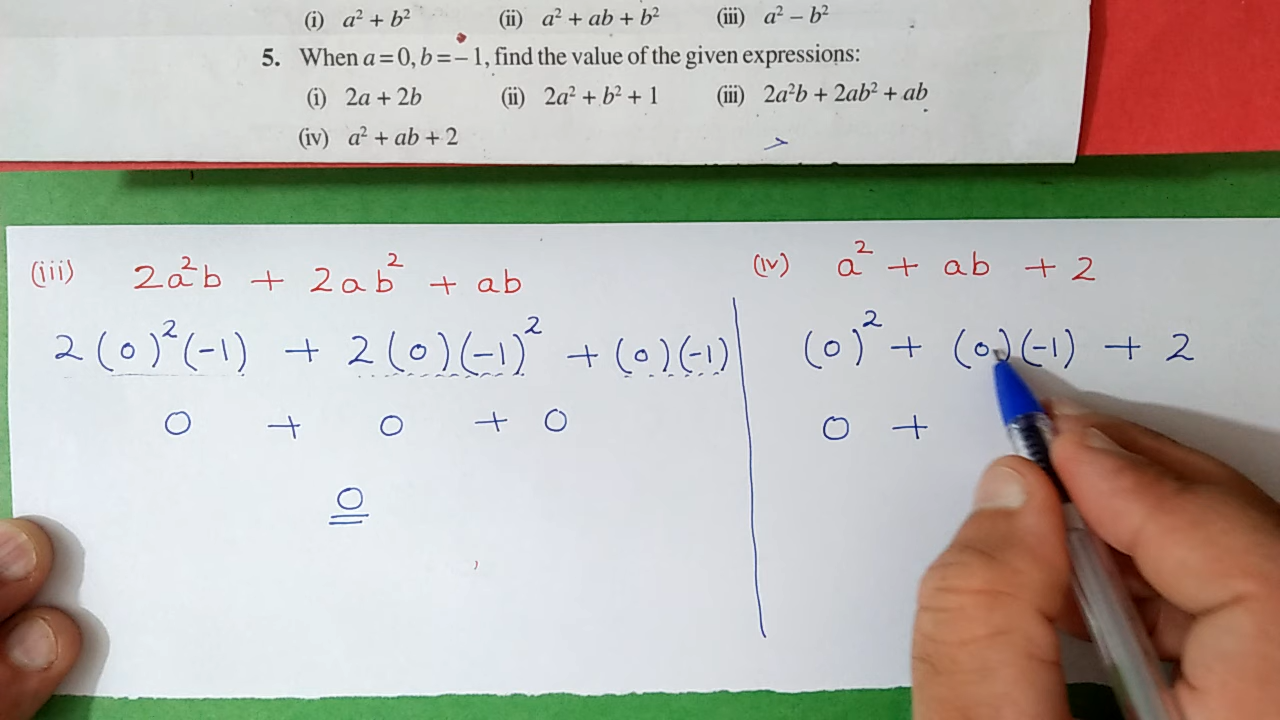 (i) a² + b² (ii) a² + ab + b² (iii) a² – b²
5. When a = 0, b = – 1, find the value of the given expressions:
(i) 2a + 2b (ii) 2a² + b² + 1 (iii) 2a²b + 2ab² + ab
(iv) a² + ab + 2
(iii) 2a²b + 2ab² + ab
2(0)²(-1) + 2(0)(-1)² + (0)(-1)
0 + 0 + 0
0
(iv) a² + ab + 2
(0)² + (0)(-1) + 2
0 +